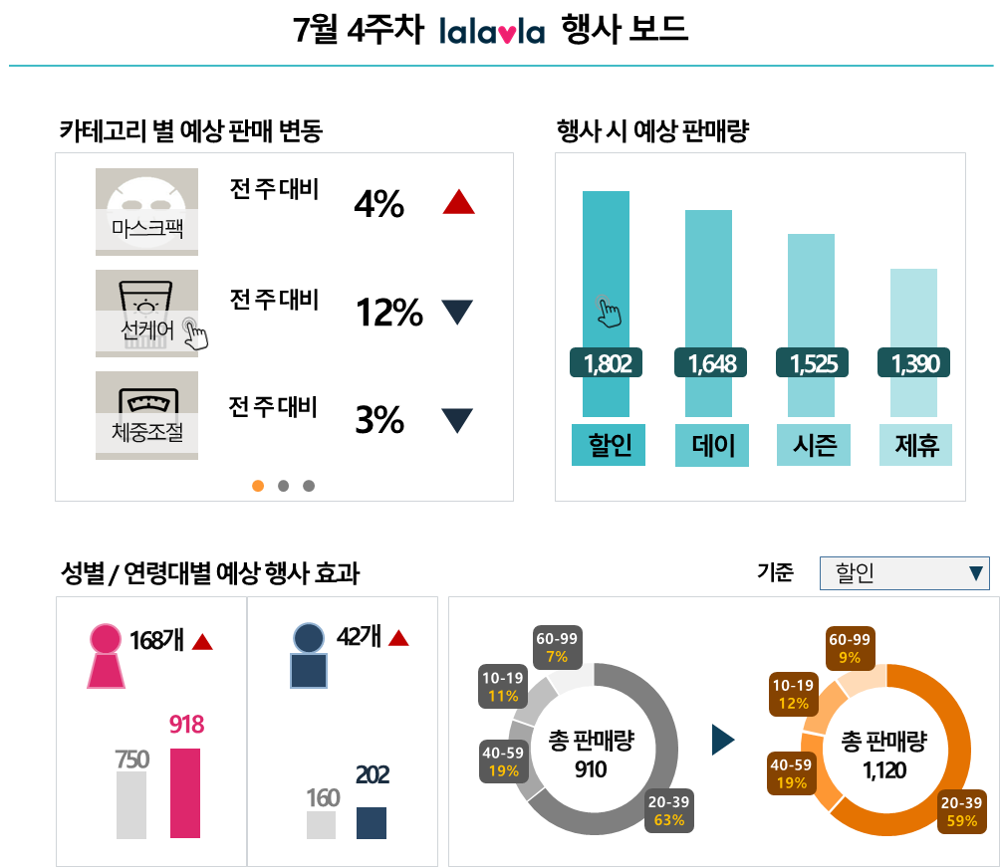 7월 4주차 lalavla 행사 보드
카테고리 별 예상 판매 변동
마스크팩
전 주 대비
4%
선케어
전 주 대비
12%
체중조절
전 주 대비
3%
행사 시 예상 판매량
1,802
1,648
1,525
1,390
할인
데이
시즌
제휴
성별 / 연령대별 예상 행사 효과
기준
할인
168개
750
918
42개
160
202
60-99
7%
10-19
11%
40-59
19%
20-39
63%
총 판매량
910
60-99
9%
10-19
12%
40-59
19%
20-39
59%
총 판매량
1,120